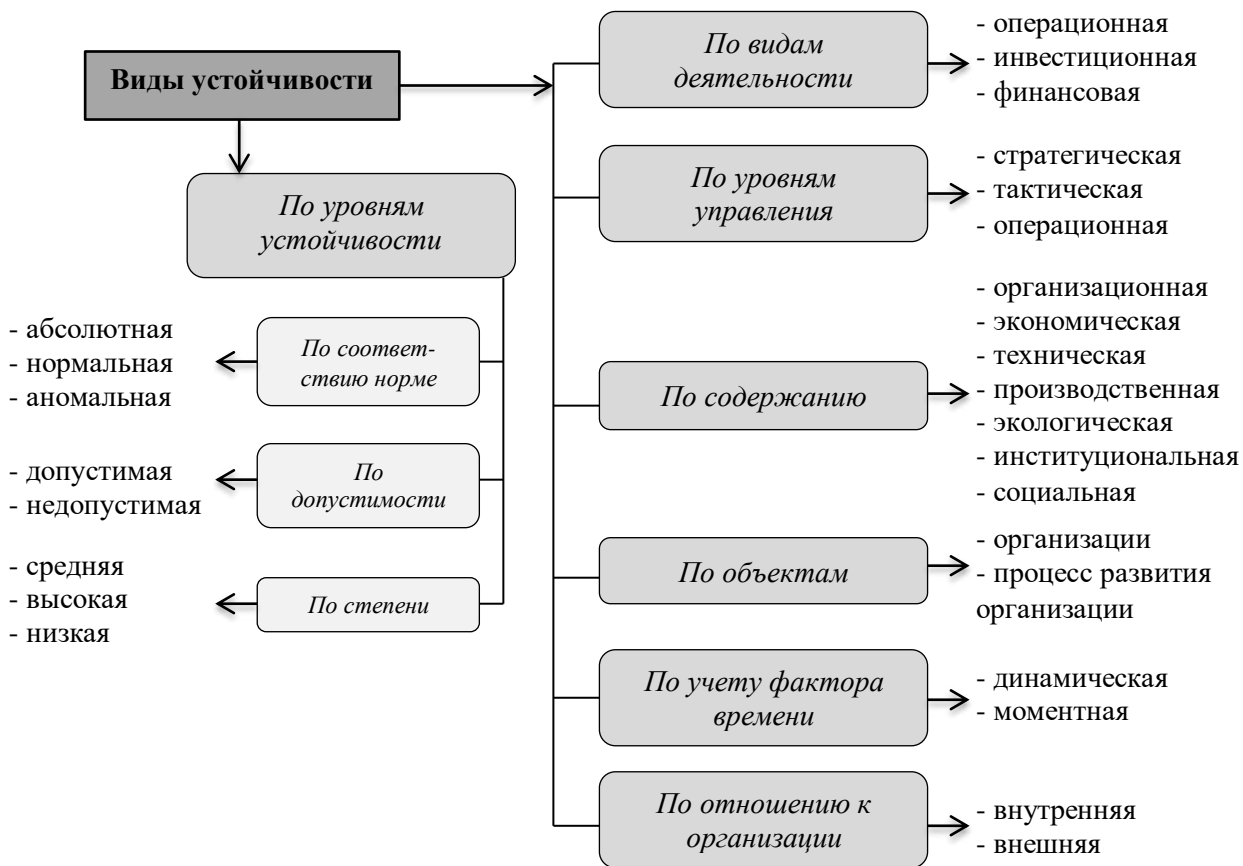 Виды устойчивости
По уровням
устойчивости
- абсолютная
- нормальная
- аномальная
По соответ-
ствию норме
- допустимая
- недопустимая
По
допустимости
- средняя
- высокая
- низкая
По степени
По видам
деятельности
- операционная
- инвестиционная
- финансовая
По уровням
управления
- стратегическая
- тактическая
- операционная
По содержанию
- организационная
- экономическая
- техническая
- производственная
- экологическая
- институциональная
- социальная
По объектам
- организации
- процесс развития
организации
По учету фактора
времени
- динамическая
- моментная
По отношению к
организации
- внутренняя
- внешняя